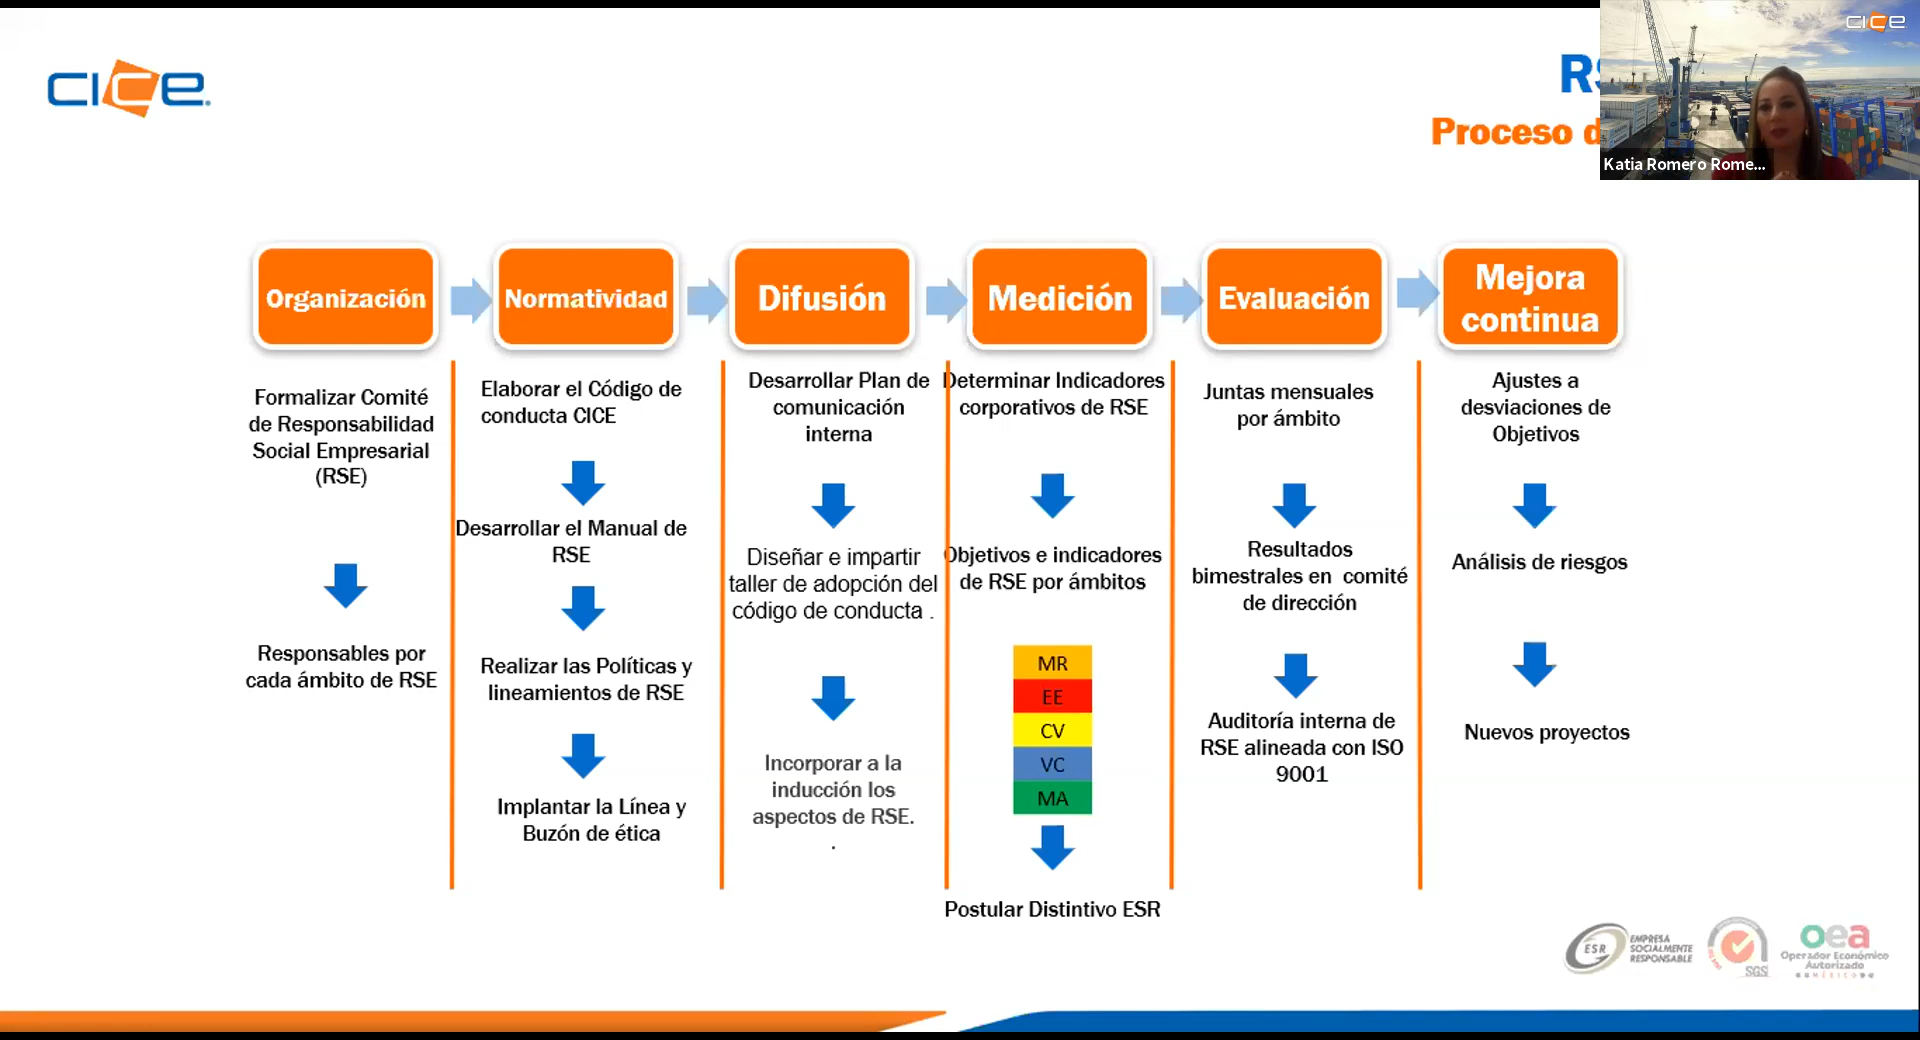 CICE
CICE
Proceso
Katia Romero Rome...
Organización
Normatividad
Difusión
Medición
Evaluación
Mejora
continua
Formalizar Comité
de Responsabilidad
Social Empresarial
(RSE)
Responsables por
cada ámbito de RSE
Elaborar el Código de
conducta CICE
Desarrollar el Manual de
RSE
Realizar las Políticas y
lineamientos de RSE
Implantar la Línea y
Buzón de ética
Desarrollar Plan de
comunicación
interna
Diseñar e impartir
taller de adopción del
código de conducta .
Incorporar a la
inducción los
aspectos de RSE.
.
Determinar Indicadores
corporativos de RSE
Objetivos e indicadores
de RSE por ámbitos
MR
EE
CV
VC
MA
Postular Distintivo ESR
Juntas mensuales
por ámbito
Resultados
bimestrales en comité
de dirección
Auditoría interna de
RSE alineada con ISO
9001
Ajustes a
desviaciones de
Objetivos
Análisis de riesgos
Nuevos proyectos
ESR
EMPRESA
SOCIALMENTE
RESPONSABLE
SGS
oea
Operador Económico
Autorizado
MÉXICO